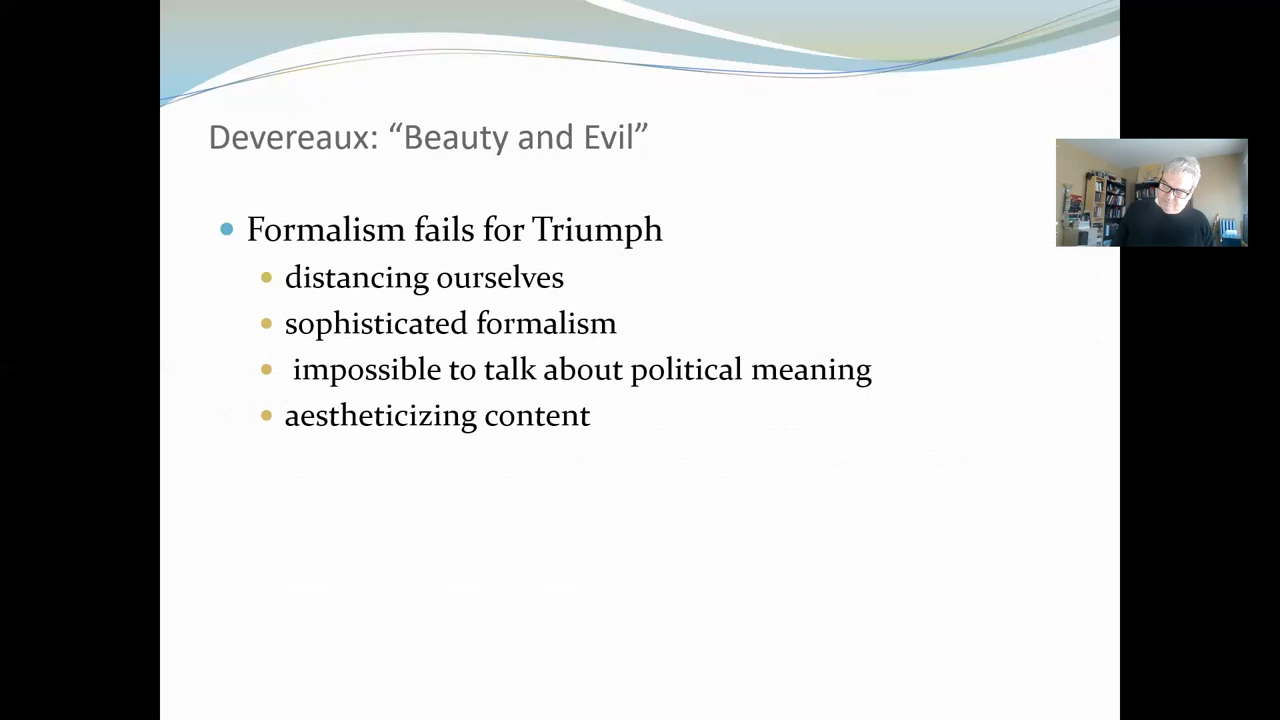 Devereaux: “Beauty and Evil”
• Formalism fails for Triumph
• distancing ourselves
• sophisticated formalism
• impossible to talk about political meaning
• aestheticizing content